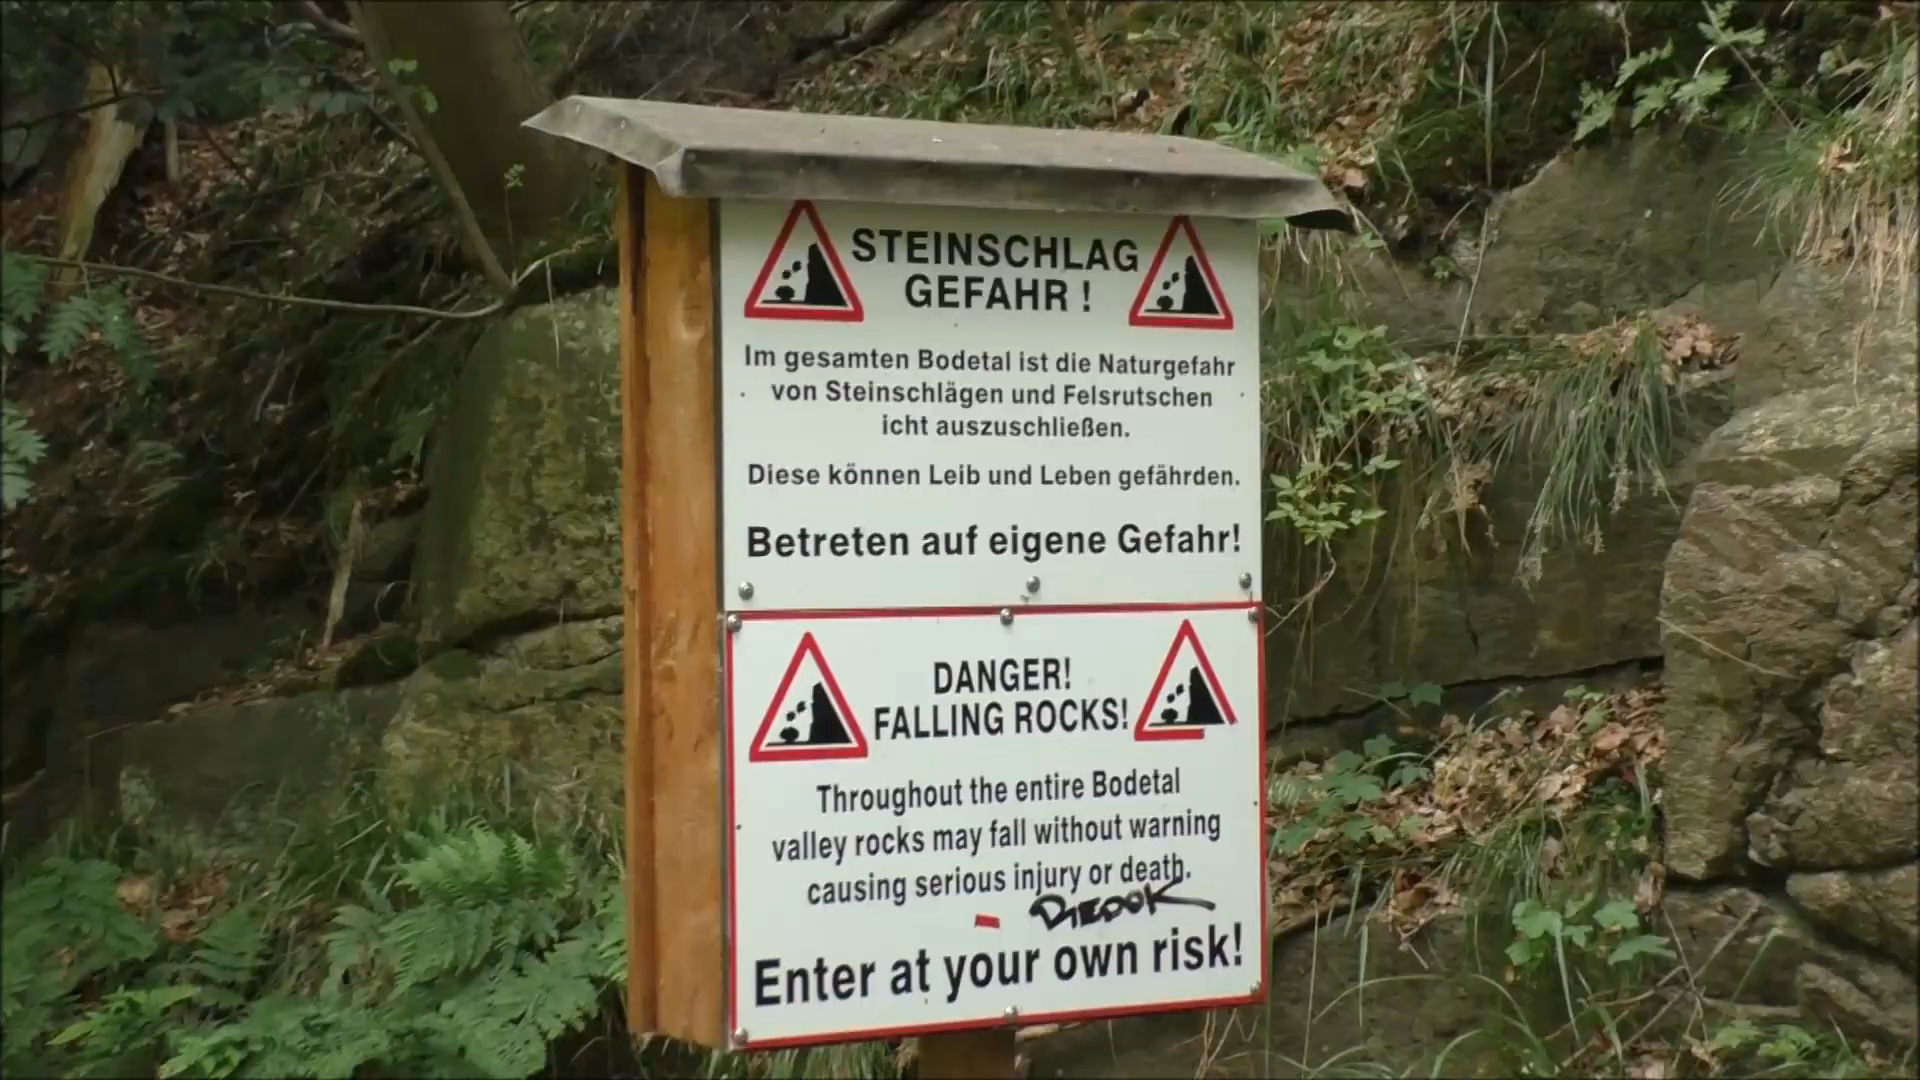 STEINSCHLAG
GEFAHR !
Im gesamten Bodetal ist die Naturgefahr
von Steinschlägen und Felsrutschen
icht auszuschließen.
Diese können Leib und Leben gefährden.
Betreten auf eigene Gefahr!
DANGER!
FALLING ROCKS!
Throughout the entire Bodetal
valley rocks may fall without warning
causing serious injury or death.
Enter at your own risk!